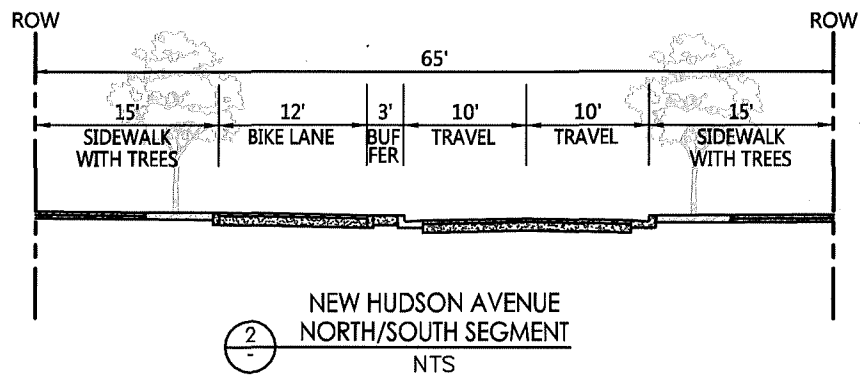 ROW
ROW
65'
15'
12'
3'
10'
10'
15'
SIDEWALK
WITH TREES
BIKE LANE
BUF
FER
TRAVEL
TRAVEL
SIDEWALK
WITH TREES
NEW HUDSON AVENUE
NORTH/SOUTH SEGMENT
2
-
NTS